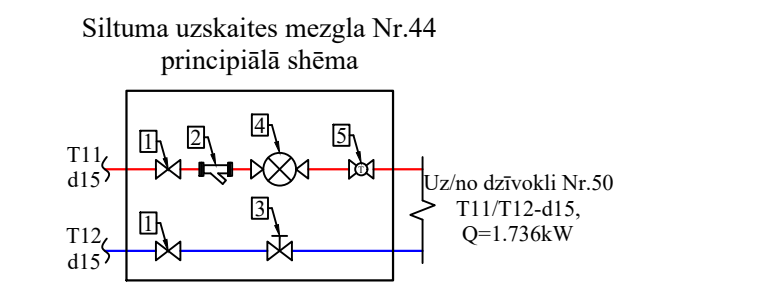 Siltuma uzskaites mezgla Nr.44
principiālā shēma
1
2
4
5
T11
d15
Uz/no dzīvokli Nr.50
T11/T12-d15,
Q=1.736kW
1
3
T12
d15
T